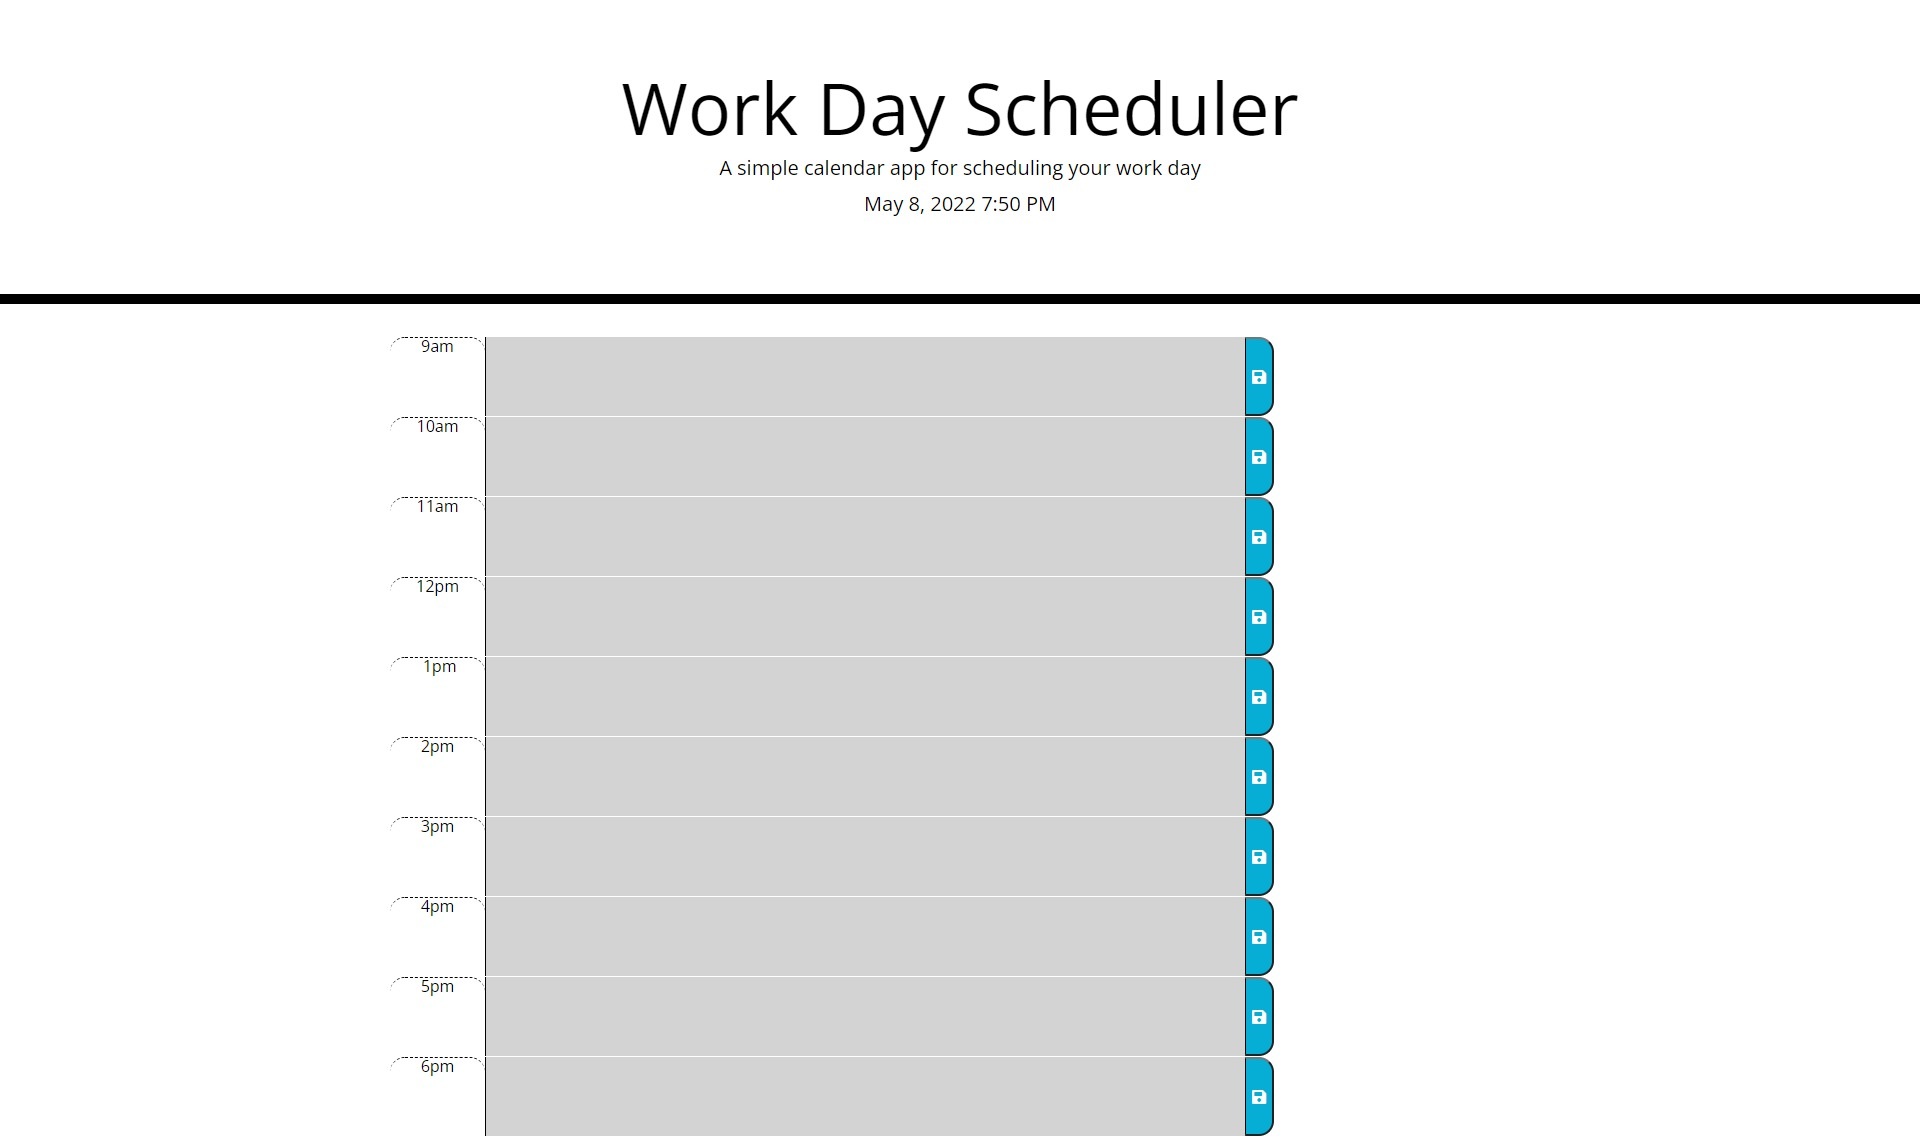 Work Day Scheduler
A simple calendar app for scheduling your work day
May 8, 2022 7:50 PM
9am
10am
11am
12pm
1pm
2pm
3pm
4pm
5pm
6pm